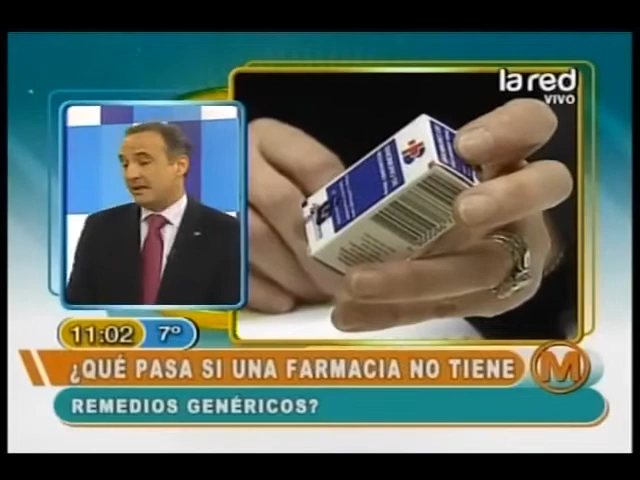 la red
VIVO
11:02 7°
¿QUÉ PASA SI UNA FARMACIA NO TIENE
M
REMEDIOS GENÉRICOS?